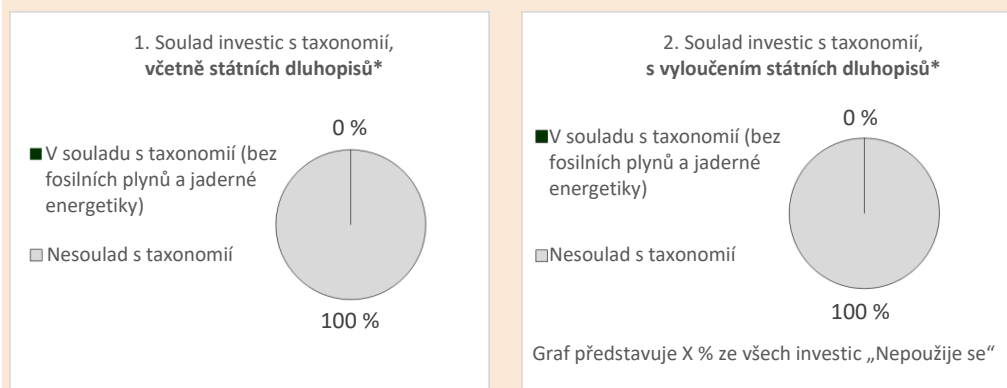 1. Soulad investic s taxonomií,
včetně státních dluhopisů*
0 %
V souladu s taxonomií (bez
fosilních plynů a jaderné
energetiky)
Nesoulad s taxonomií
100 %
2. Soulad investic s taxonomií,
s vyloučením státních dluhopisů*
0 %
V souladu s taxonomií (bez
fosilních plynů a jaderné
energetiky)
Nesoulad s taxonomií
100 %
Graf představuje X % ze všech investic „Nepoužije se“